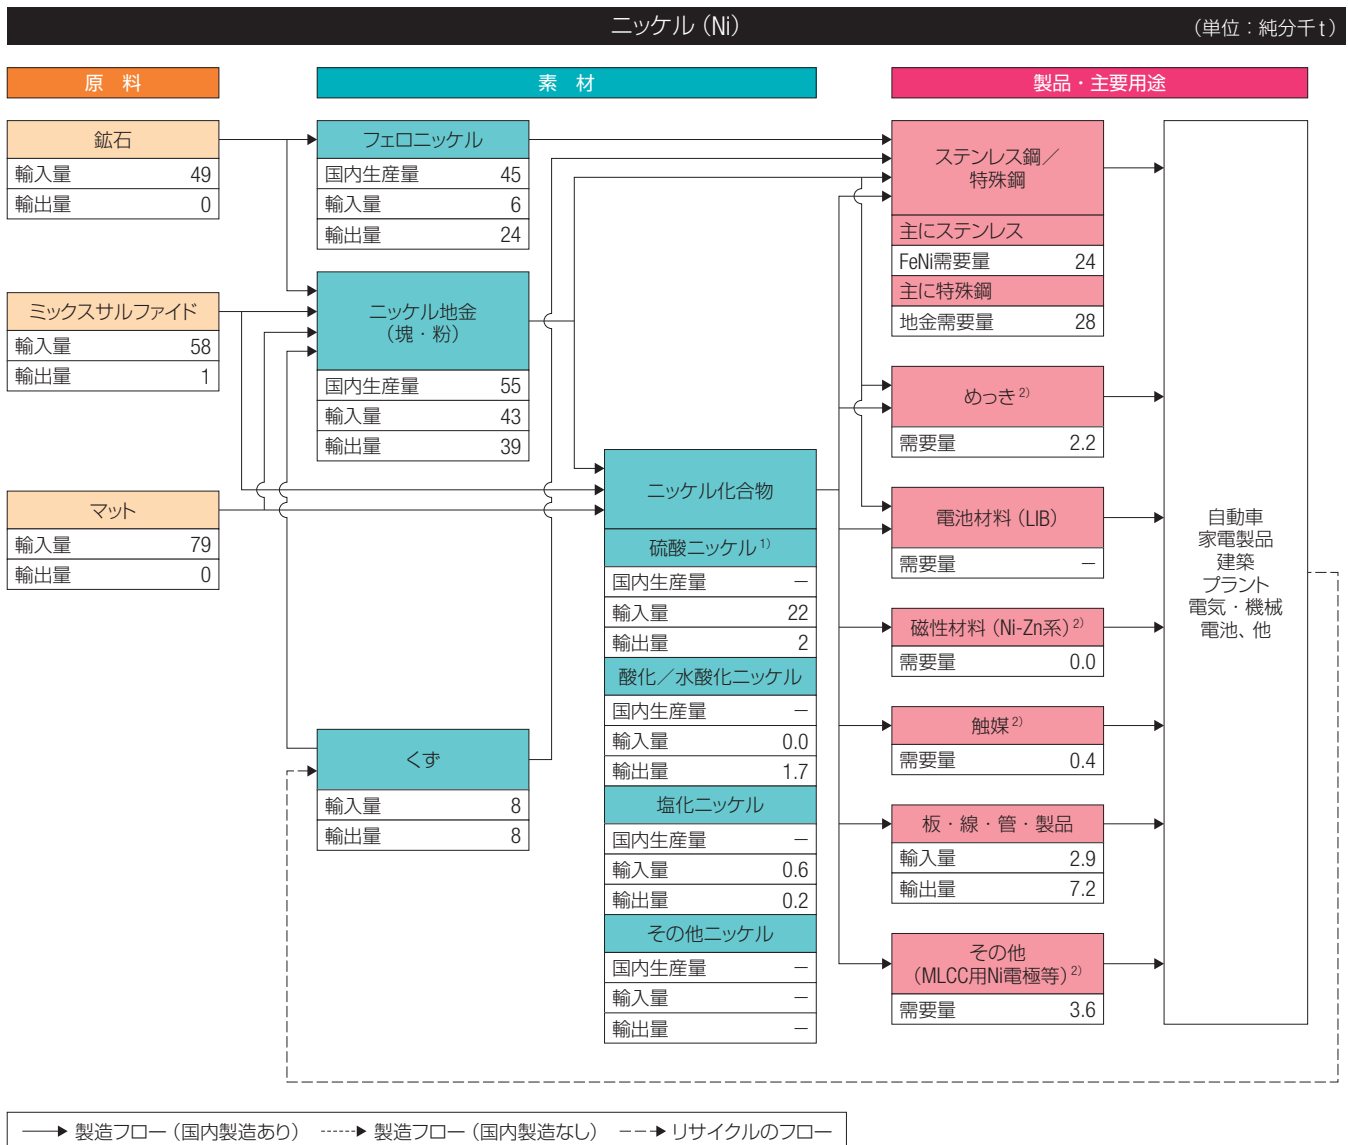 ニッケル（Ni）
（単位：純分千t）
原　料
素　材
製品・主要用途
鉱石
輸入量 49
輸出量 0
ミックスサルファイド
輸入量 58
輸出量 1
マット
輸入量 79
輸出量 0
フェロニッケル
国内生産量 45
輸入量 6
輸出量 24
ニッケル地金
（塊・粉）
国内生産量 55
輸入量 43
輸出量 39
くず
輸入量 8
輸出量 8
ニッケル化合物
硫酸ニッケル1)
国内生産量 －
輸入量 22
輸出量 2
酸化／水酸化ニッケル
国内生産量 －
輸入量 0.0
輸出量 1.7
塩化ニッケル
国内生産量 －
輸入量 0.6
輸出量 0.2
その他ニッケル
国内生産量 －
輸入量 －
輸出量 －
ステンレス鋼／
特殊鋼
主にステンレス
FeNi需要量 24
主に特殊鋼
地金需要量 28
めっき2)
需要量 2.2
電池材料（LIB）
需要量 －
磁性材料（Ni-Zn系）2)
需要量 0.0
触媒2)
需要量 0.4
板・線・管・製品
輸入量 2.9
輸出量 7.2
その他
（MLCC用Ni電極等）2)
需要量 3.6
自動車
家電製品
建築
プラント
電気・機械
電池、他
製造フロー（国内製造あり） 製造フロー（国内製造なし） リサイクルのフロー